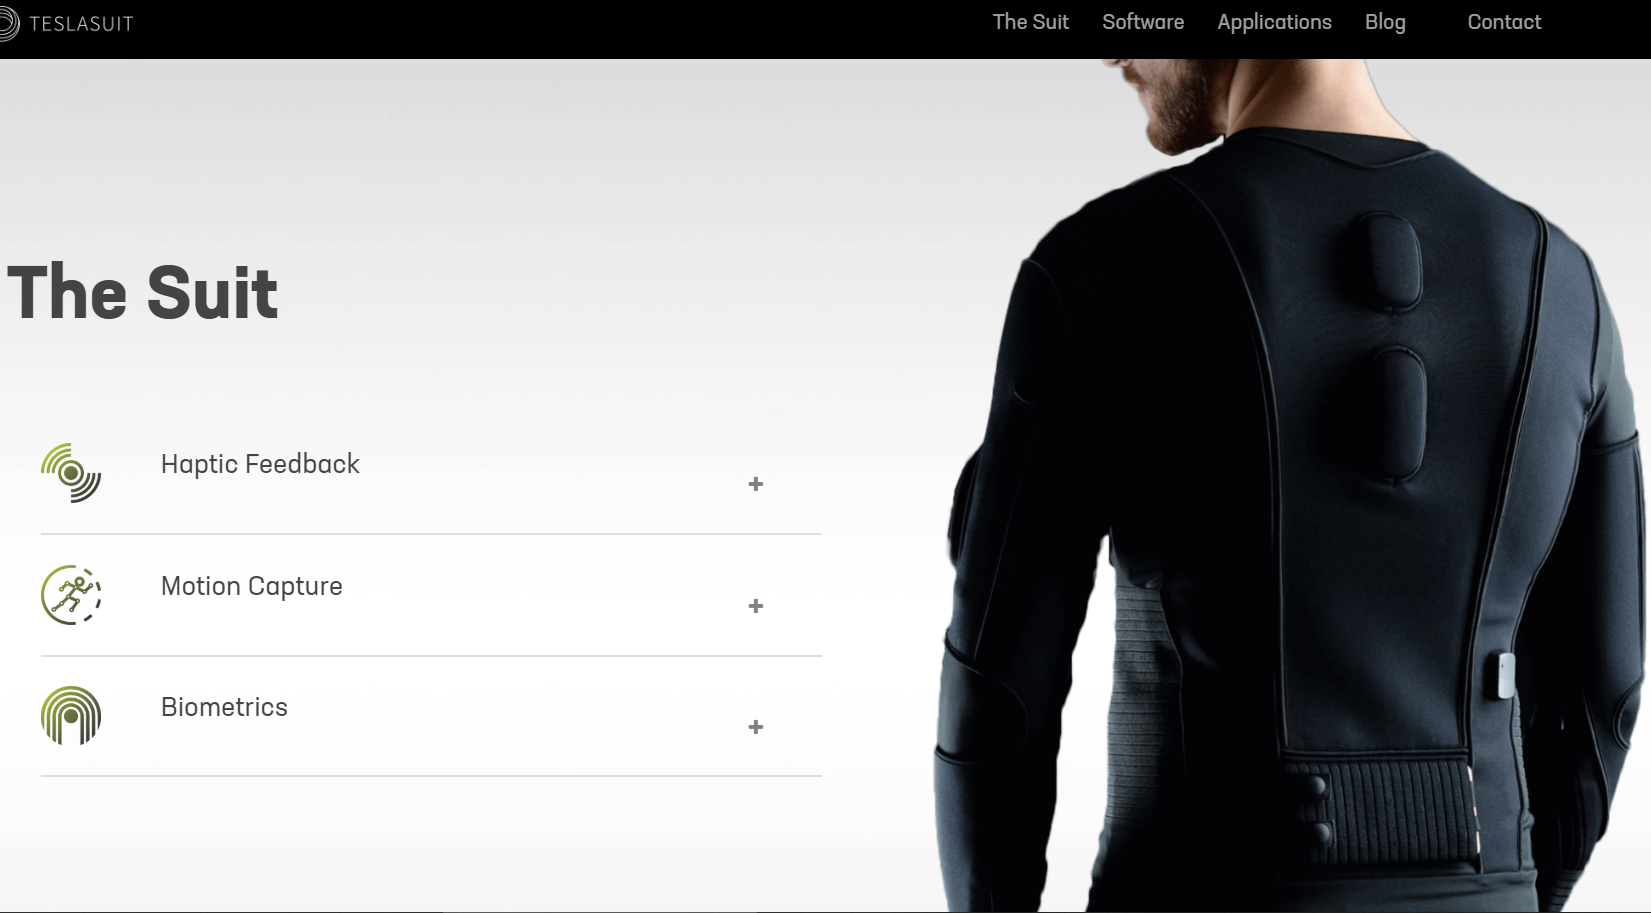 TESLASUIT
The Suit
Software
Applications
Blog
Contact
The Suit
Haptic Feedback
+
Motion Capture
+
Biometrics
+